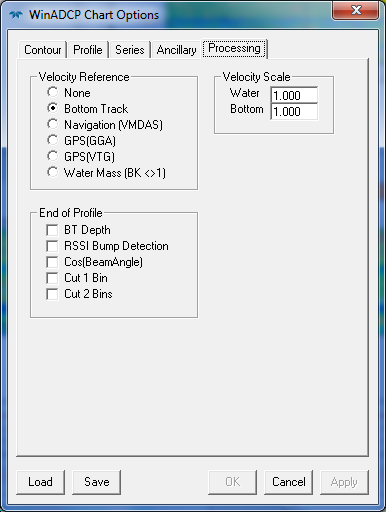 WinADCP Chart Options
Contour Profile Series Ancillary Processing
Velocity Reference
None
Bottom Track
Navigation (VMDAS)
GPS(GGA)
GPS(VTG)
Water Mass (BK <>1)
Velocity Scale
Water 1.000
Bottom 1.000
End of Profile
BT Depth
RSSI Bump Detection
Cos(BeamAngle)
Cut 1 Bin
Cut 2 Bins
Load Save OK Cancel Apply